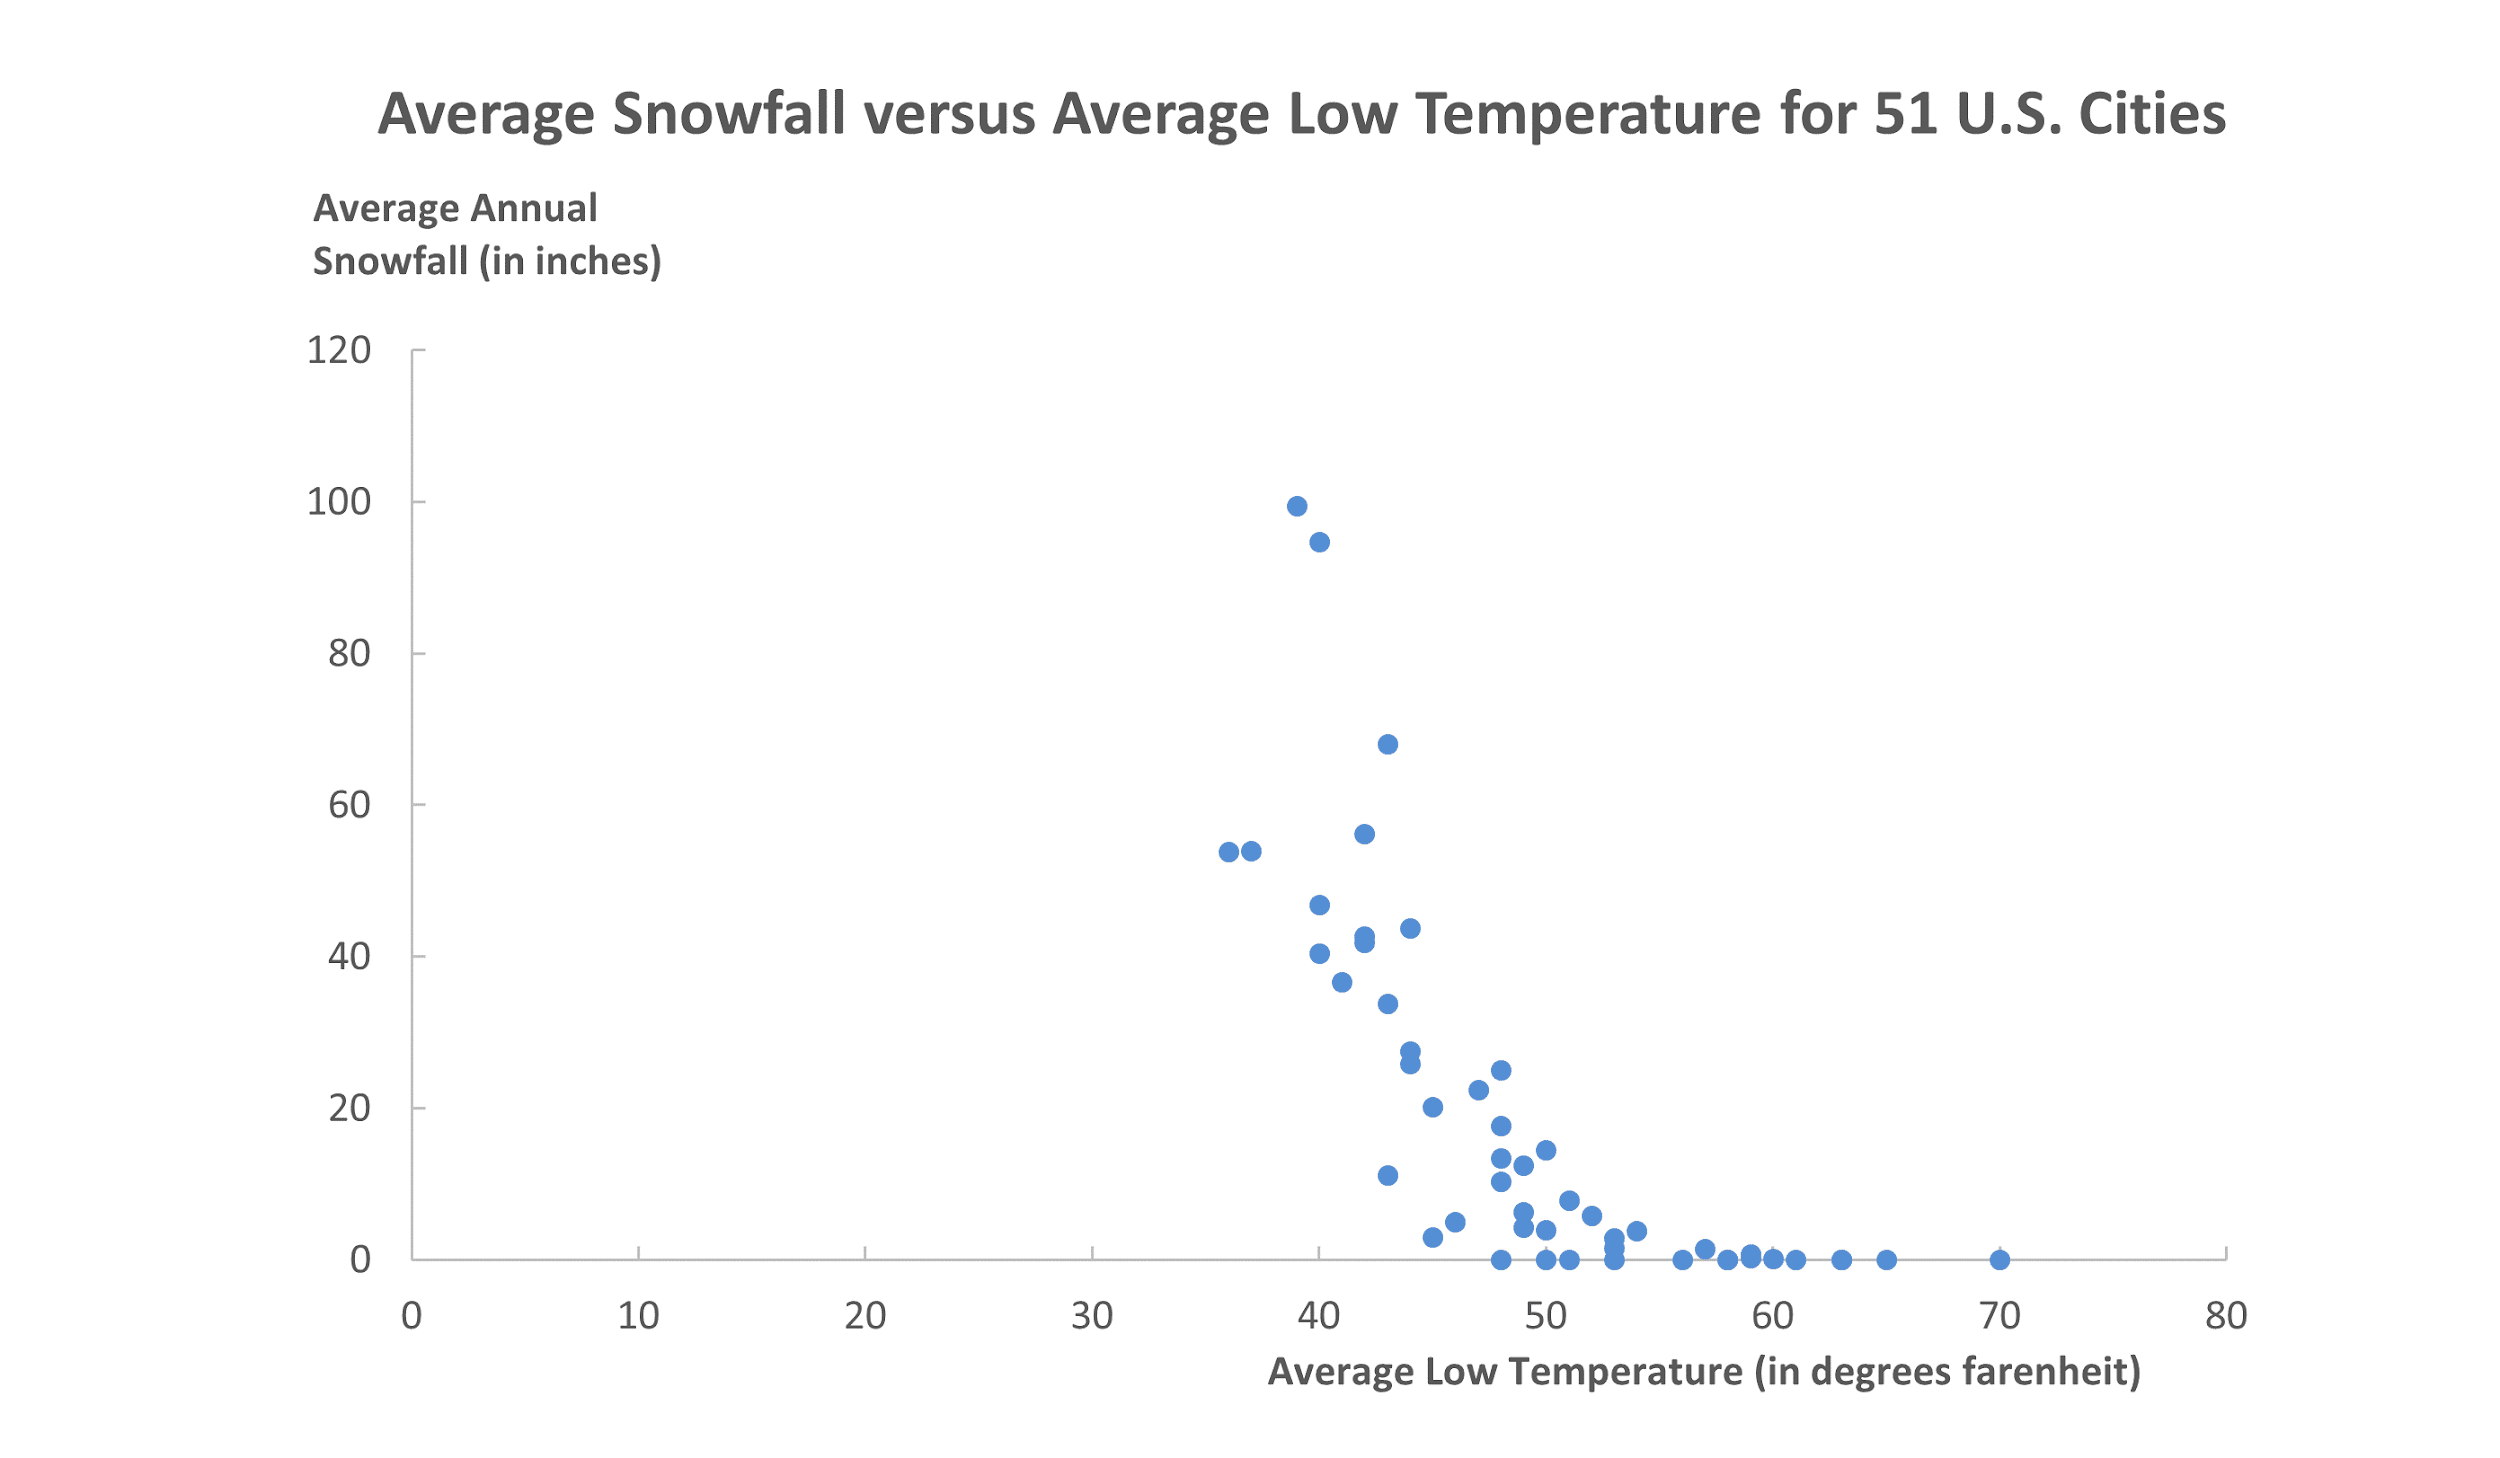 Average Snowfall versus Average Low Temperature for 51 U.S. Cities
Average Annual
Snowfall (in inches)
120
100
80
60
40
20
0
0 10 20 30 40 50 60 70 80
Average Low Temperature (in degrees farenheit)